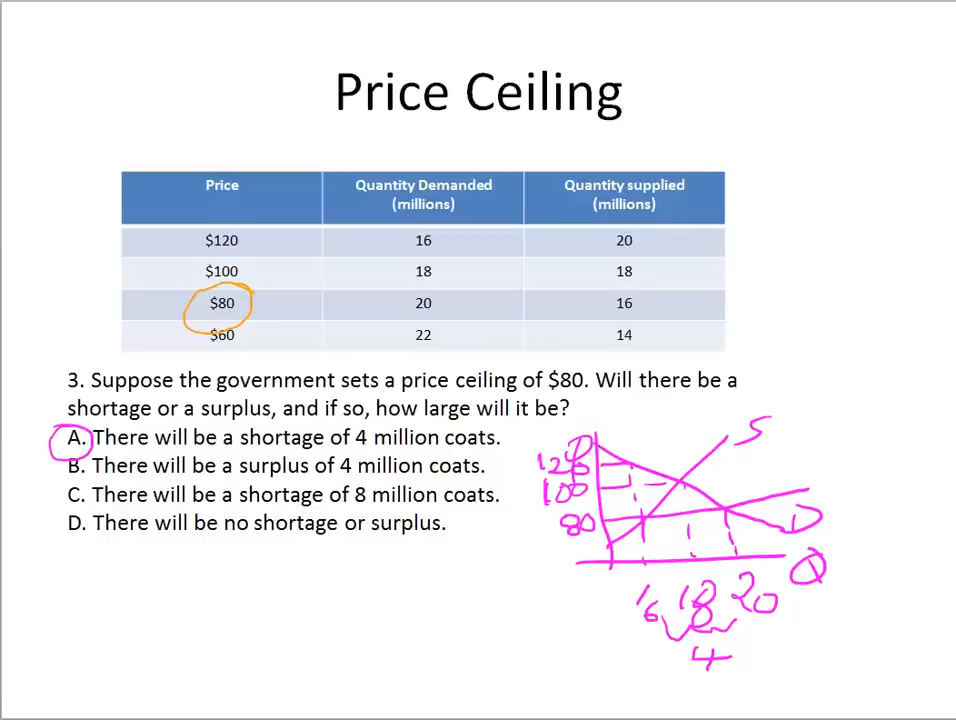 Price Ceiling
Price Quantity Demanded (millions) Quantity supplied (millions)
$120 16 20
$100 18 18
$80 20 16
$60 22 14
3. Suppose the government sets a price ceiling of $80. Will there be a
shortage or a surplus, and if so, how large will it be?
A. There will be a shortage of 4 million coats.
B. There will be a surplus of 4 million coats.
C. There will be a shortage of 8 million coats.
D. There will be no shortage or surplus.
P
S
120
100
80
D
Q
16 18 20
4